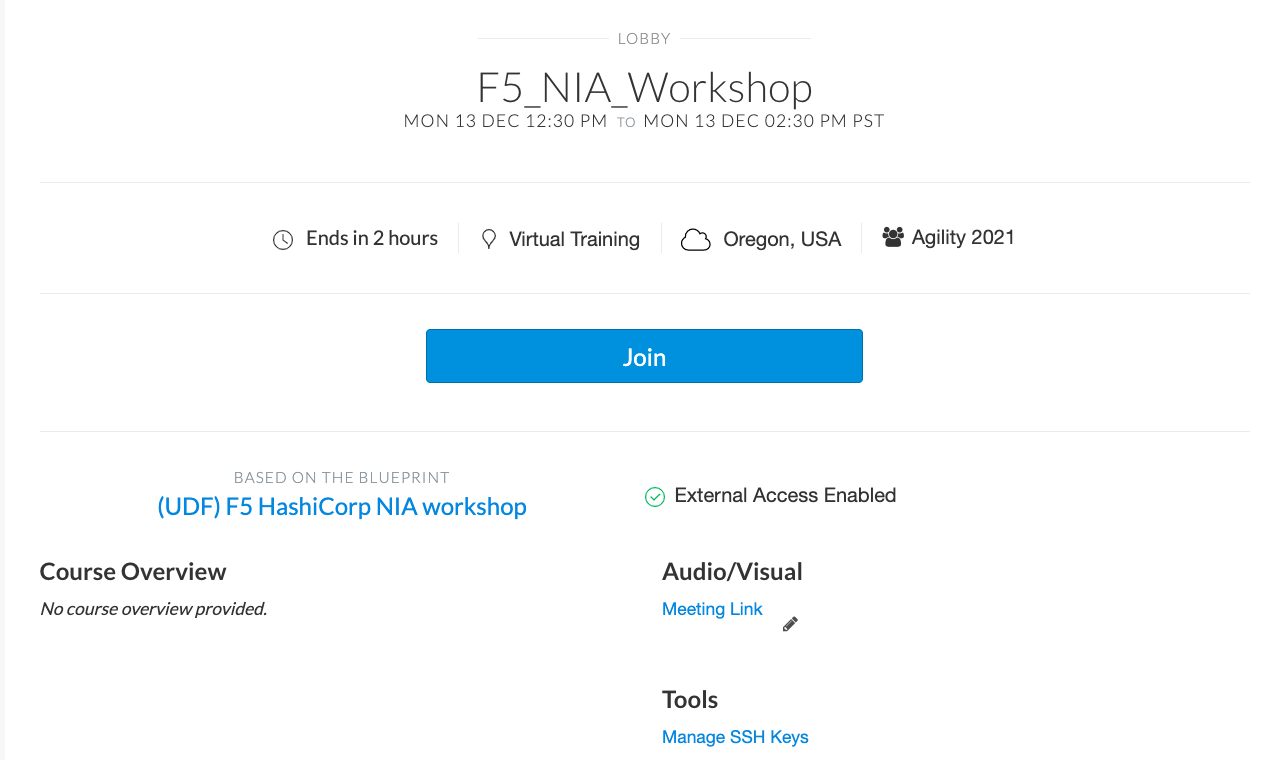 LOBBY
F5_NIA_Workshop
MON 13 DEC 12:30 PM TO MON 13 DEC 02:30 PM PST
Ends in 2 hours
Virtual Training
Oregon, USA
Agility 2021
Join
BASED ON THE BLUEPRINT
(UDF) F5 HashiCorp NIA workshop
External Access Enabled
Course Overview
No course overview provided.
Audio/Visual
Meeting Link
Tools
Manage SSH Keys